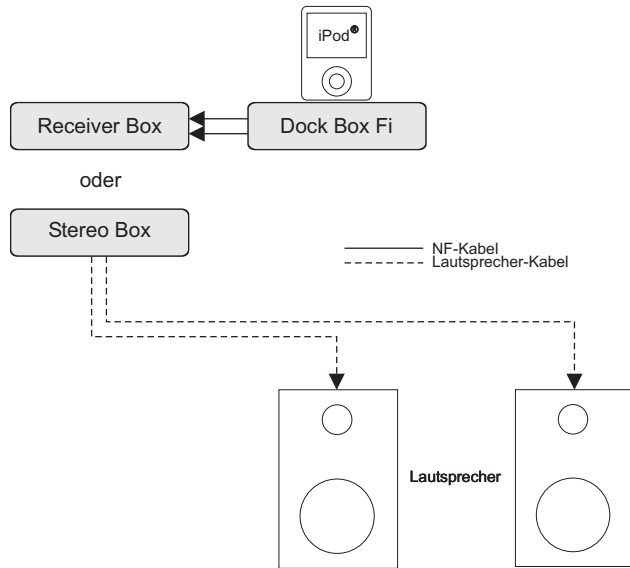 iPod®
Receiver Box
Dock Box Fi
oder
Stereo Box
NF-Kabel
Lautsprecher-Kabel
Lautsprecher